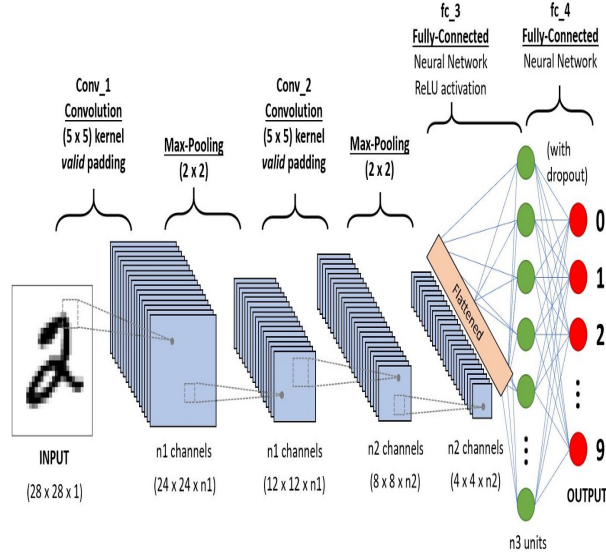 fc_3
Fully-Connected
Neural Network
ReLU activation
fc_4
Fully-Connected
Neural Network
Conv_1
Convolution
(5 x 5) kernel
valid padding
Max-Pooling
(2 x 2)
Conv_2
Convolution
(5 x 5) kernel
valid padding
Max-Pooling
(2 x 2)
(with
dropout)
Flattened
0
1
2
9
INPUT
(28 x 28 x 1)
n1 channels
(24 x 24 x n1)
n1 channels
(12 x 12 x n1)
n2 channels
(8 x 8 x n2)
n2 channels
(4 x 4 x n2)
OUTPUT
n3 units
2